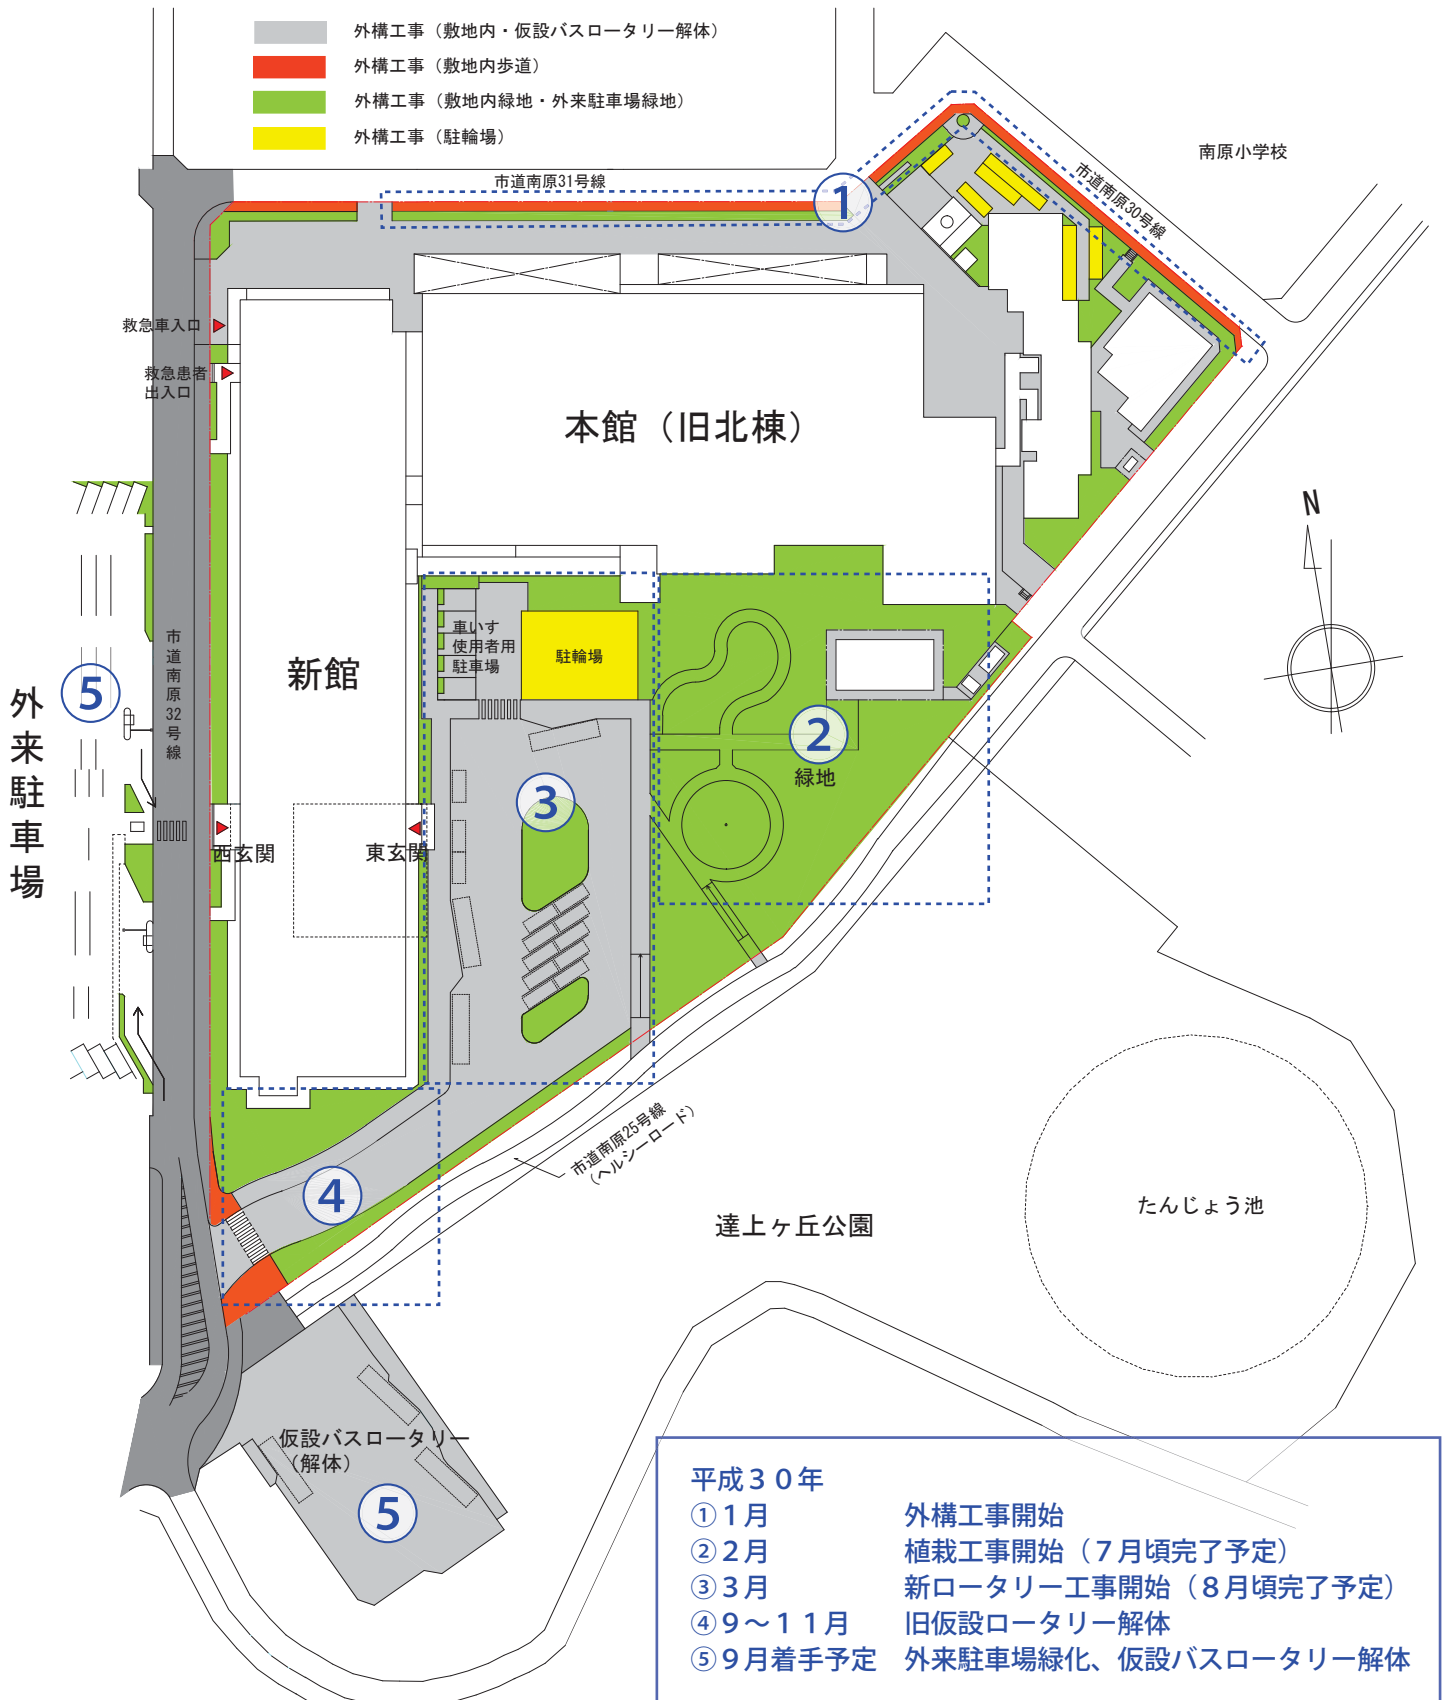 外構工事（敷地内・仮設バスロータリー解体）
外構工事（敷地内歩道）
外構工事（敷地内緑地・外来駐車場緑地）
外構工事（駐輪場）
南原小学校
市道南原31号線
①
市道南原30号線
救急車入口
救急患者
出入口
本館（旧北棟）
N
車いす
使用者用
駐車場
駐輪場
市道南原32号線
新館
⑤
外来駐車場
②
緑地
③
西玄関
東玄関
市道南原25号線
（ヘルシーロード）
④
たんじょう池
達上ヶ丘公園
仮設バスロータリー
（解体）
⑤
平成３０年
①１月 外構工事開始
②２月 植栽工事開始（７月頃完了予定）
③３月 新ロータリー工事開始（８月頃完了予定）
④９～１１月 旧仮設ロータリー解体
⑤９月着手予定 外来駐車場緑化、仮設バスロータリー解体